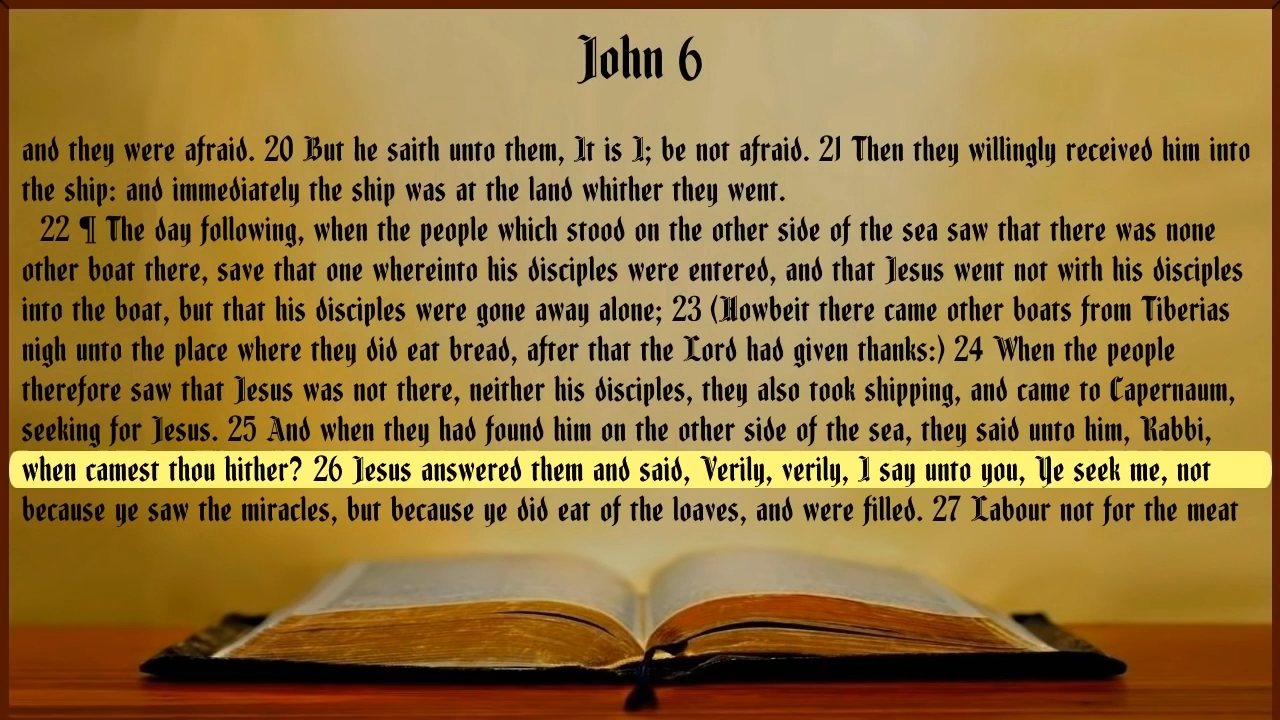 John 6
and they were afraid. 20 But he saith unto them, It is I; be not afraid. 21 Then they willingly received him into
the ship: and immediately the ship was at the land whither they went.
22 ¶ The day following, when the people which stood on the other side of the sea saw that there was none
other boat there, save that one whereinto his disciples were entered, and that Jesus went not with his disciples
into the boat, but that his disciples were gone away alone; 23 (Howbeit there came other boats from Tiberias
nigh unto the place where they did eat bread, after that the Lord had given thanks:) 24 When the people
therefore saw that Jesus was not there, neither his disciples, they also took shipping, and came to Capernaum,
seeking for Jesus. 25 And when they had found him on the other side of the sea, they said unto him, Rabbi,
when camest thou hither? 26 Jesus answered them and said, Verily, verily, I say unto you, Ye seek me, not
because ye saw the miracles, but because ye did eat of the loaves, and were filled. 27 Labour not for the meat